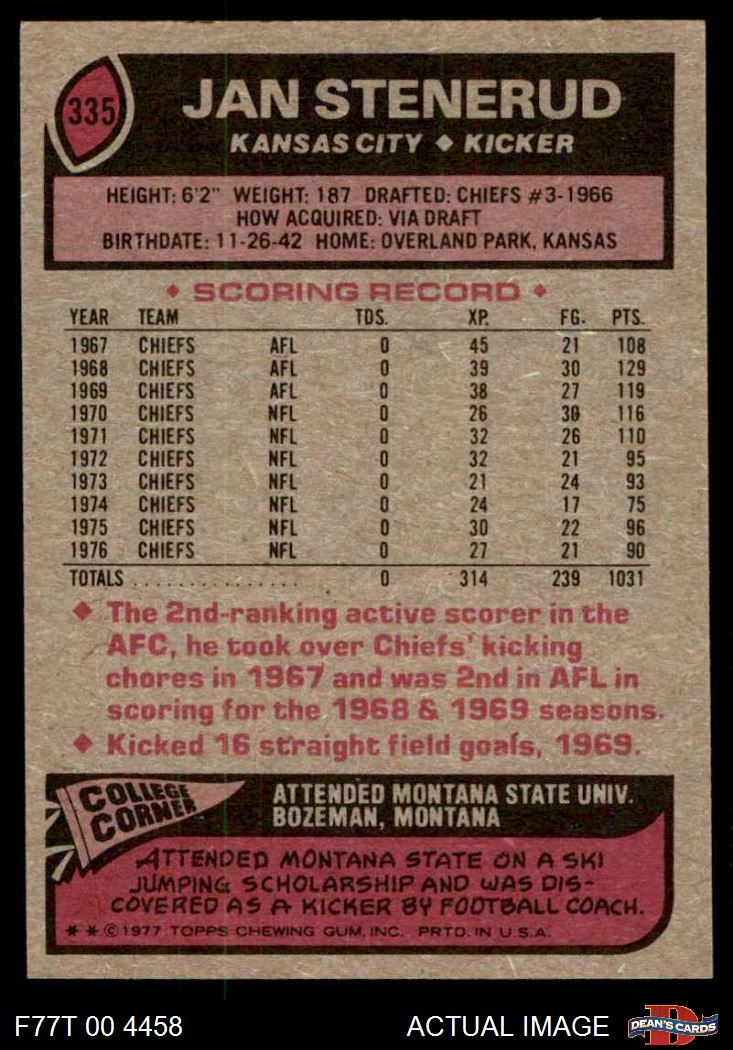 335
JAN STENERUD
KANSAS CITY ◆ KICKER
HEIGHT: 6'2" WEIGHT: 187 DRAFTED: CHIEFS #3-1966
HOW ACQUIRED: VIA DRAFT
BIRTHDATE: 11-26-42 HOME: OVERLAND PARK, KANSAS
◆ SCORING RECORD ◆
YEAR TEAM TDS. XP. FG. PTS.
1967 CHIEFS AFL 0 45 21 108
1968 CHIEFS AFL 0 39 30 129
1969 CHIEFS AFL 0 38 27 119
1970 CHIEFS NFL 0 26 30 116
1971 CHIEFS NFL 0 32 26 110
1972 CHIEFS NFL 0 32 21 95
1973 CHIEFS NFL 0 21 24 93
1974 CHIEFS NFL 0 24 17 75
1975 CHIEFS NFL 0 30 22 96
1976 CHIEFS NFL 0 27 21 90
TOTALS ................ 0 314 239 1031
◆ The 2nd-ranking active scorer in the
AFC, he took over Chiefs' kicking
chores in 1967 and was 2nd in AFL in
scoring for the 1968 & 1969 seasons.
◆ Kicked 16 straight field goals, 1969.
COLLEGE
CORNER
ATTENDED MONTANA STATE UNIV.
BOZEMAN, MONTANA
ATTENDED MONTANA STATE ON A SKI
JUMPING SCHOLARSHIP AND WAS DIS-
COVERED AS A KICKER BY FOOTBALL COACH.
* * © 1977 TOPPS CHEWING GUM, INC. PRTD. IN U.S.A.
F77T 00 4458 ACTUAL IMAGE
D
DEAN'S CARDS